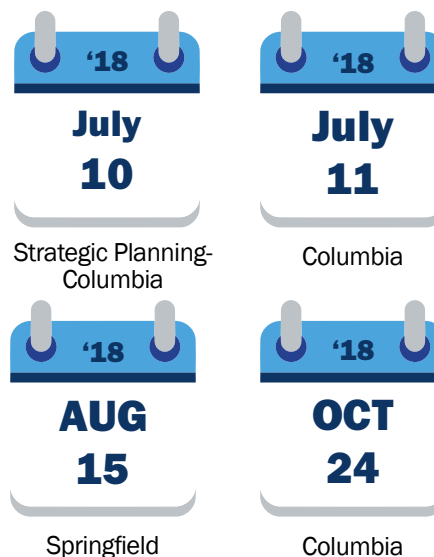 ‘18
July
10
Strategic Planning-
Columbia
‘18
July
11
Columbia
‘18
AUG
15
Springfield
‘18
OCT
24
Columbia